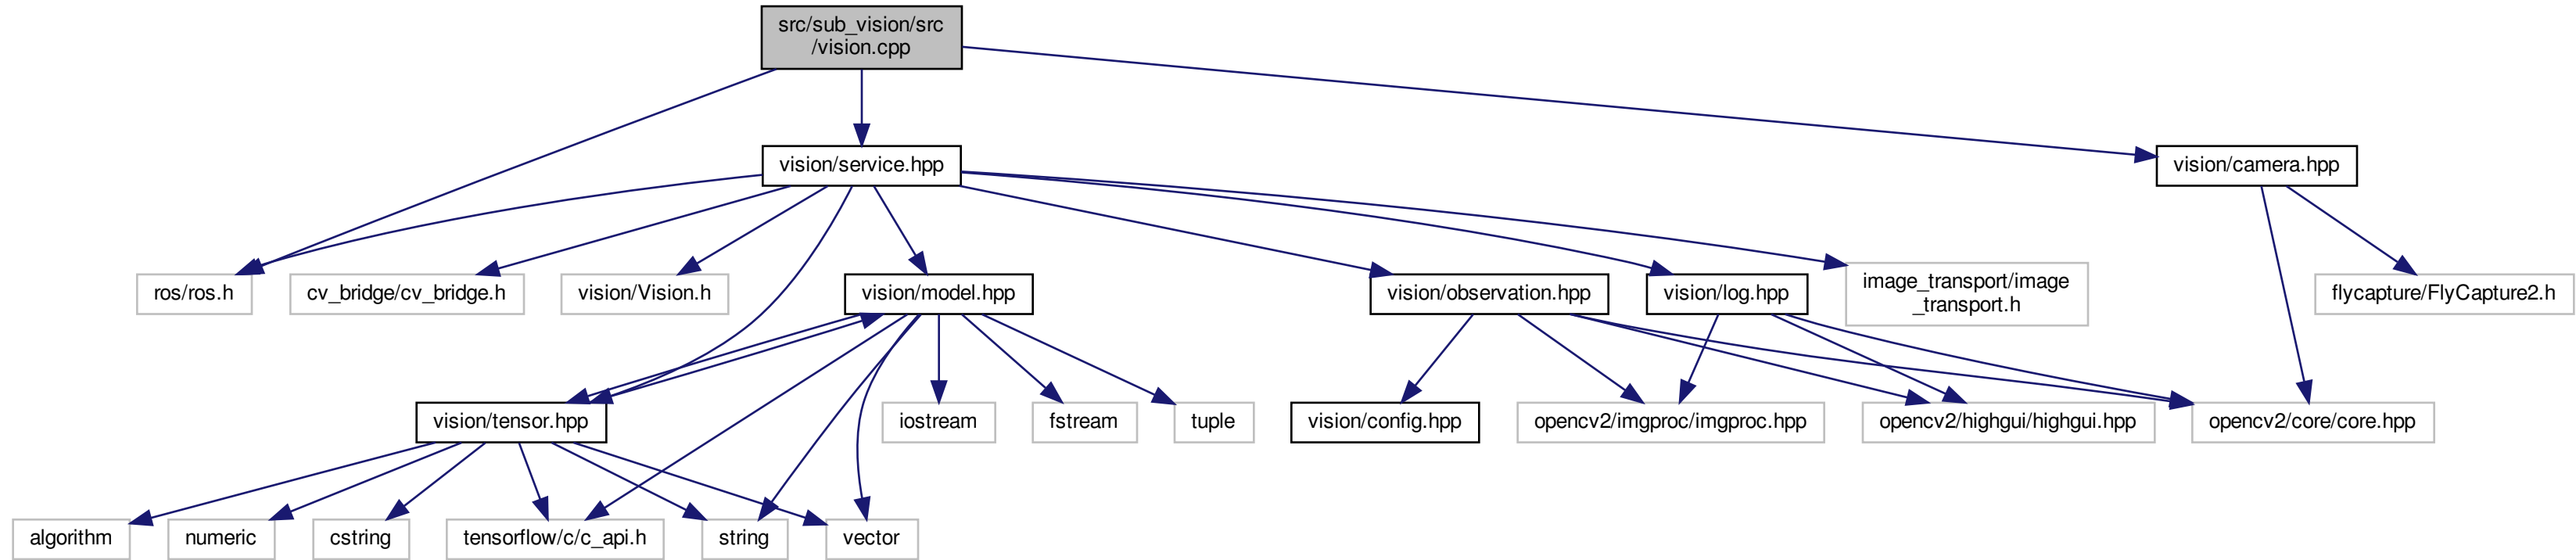 src/sub_vision/src
/vision.cpp
vision/service.hpp
vision/camera.hpp
ros/ros.h
cv_bridge/cv_bridge.h
vision/Vision.h
vision/model.hpp
vision/observation.hpp
vision/log.hpp
image_transport/image
_transport.h
flycapture/FlyCapture2.h
vision/tensor.hpp
iostream
fstream
tuple
vision/config.hpp
opencv2/imgproc/imgproc.hpp
opencv2/highgui/highgui.hpp
opencv2/core/core.hpp
algorithm
numeric
cstring
tensorflow/c/c_api.h
string
vector